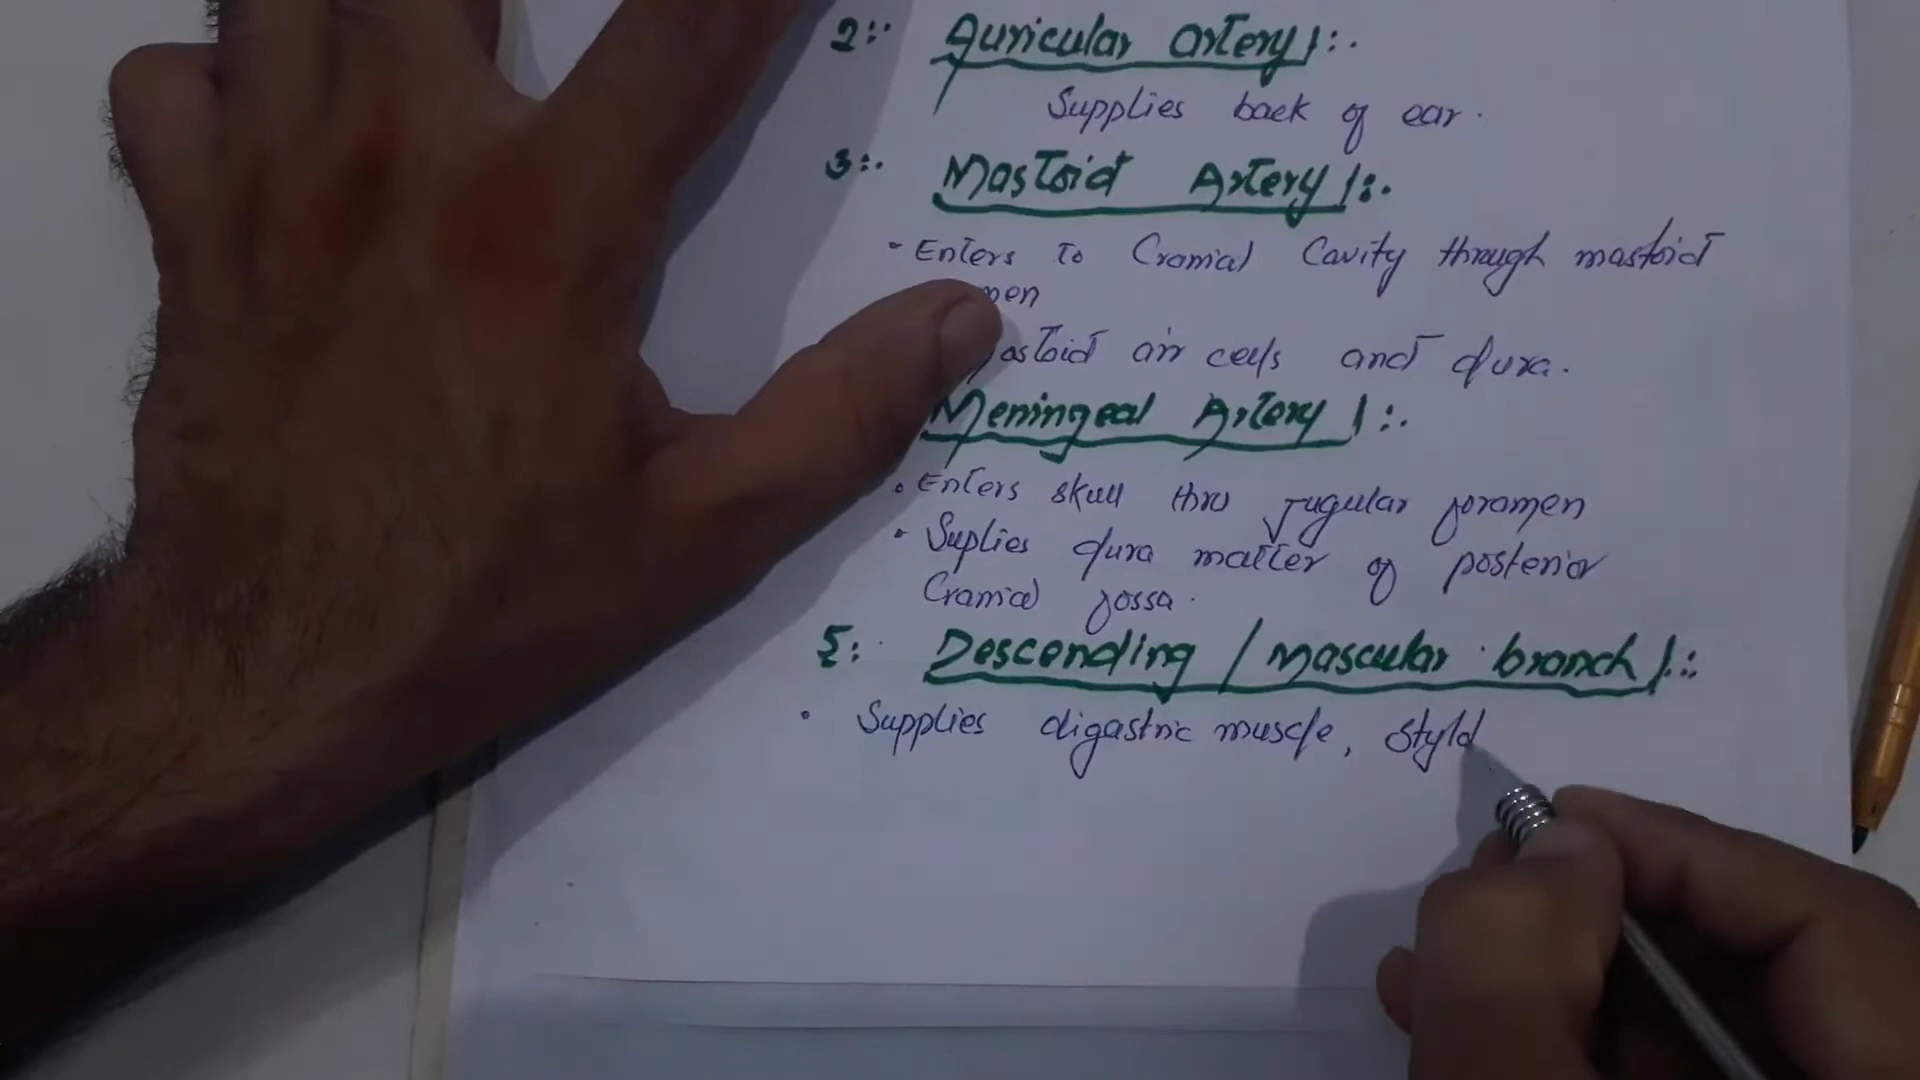 2:. Auricular Artery |:.
Supplies back of ear.
3:. Mastoid Artery |:.
- Enters to Cranial Cavity through mastoid
men
astoid air cells and dura.
Meningeal Artery |:.
. Enters skull thru jugular foramen
- Suplies dura matter of posterior
Cranial fossa.
5:. Descending / Mascular branch |.:
. Supplies digastric muscle, Stylo